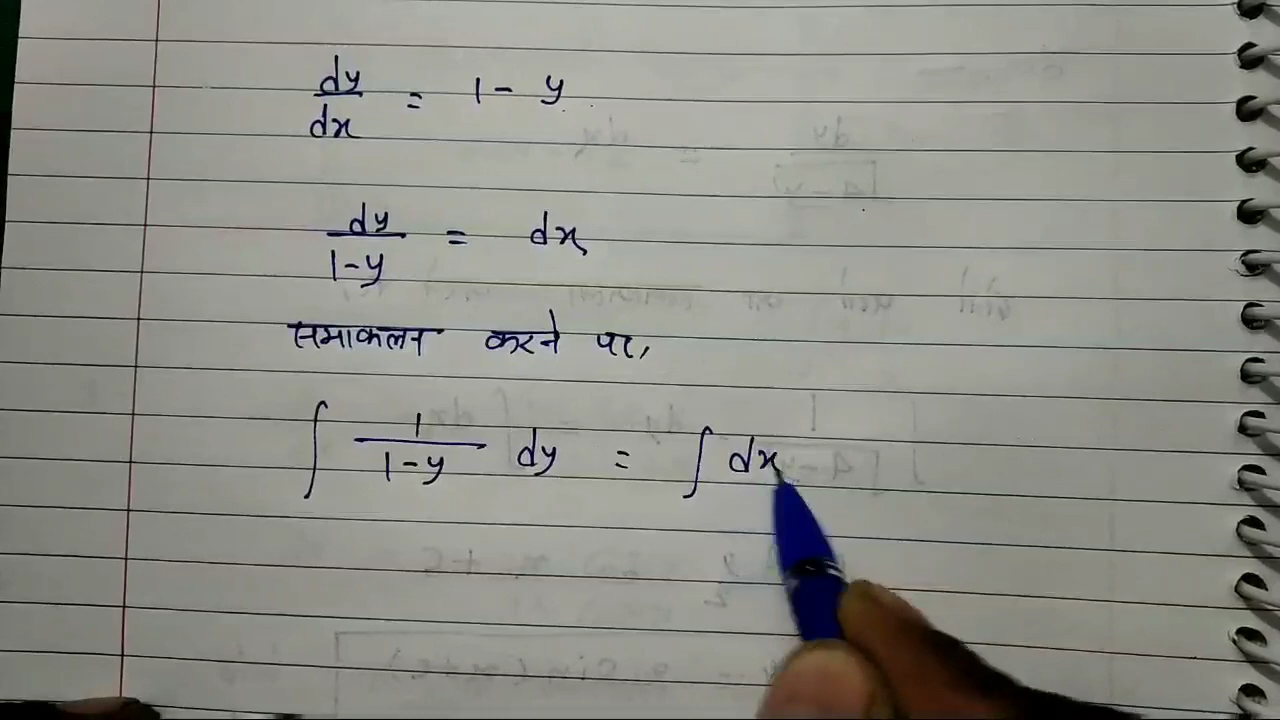 dy/dx = 1 - y
dy/1-y = dx
समाकलन करने पर,
∫ 1/1-y dy = ∫ dx